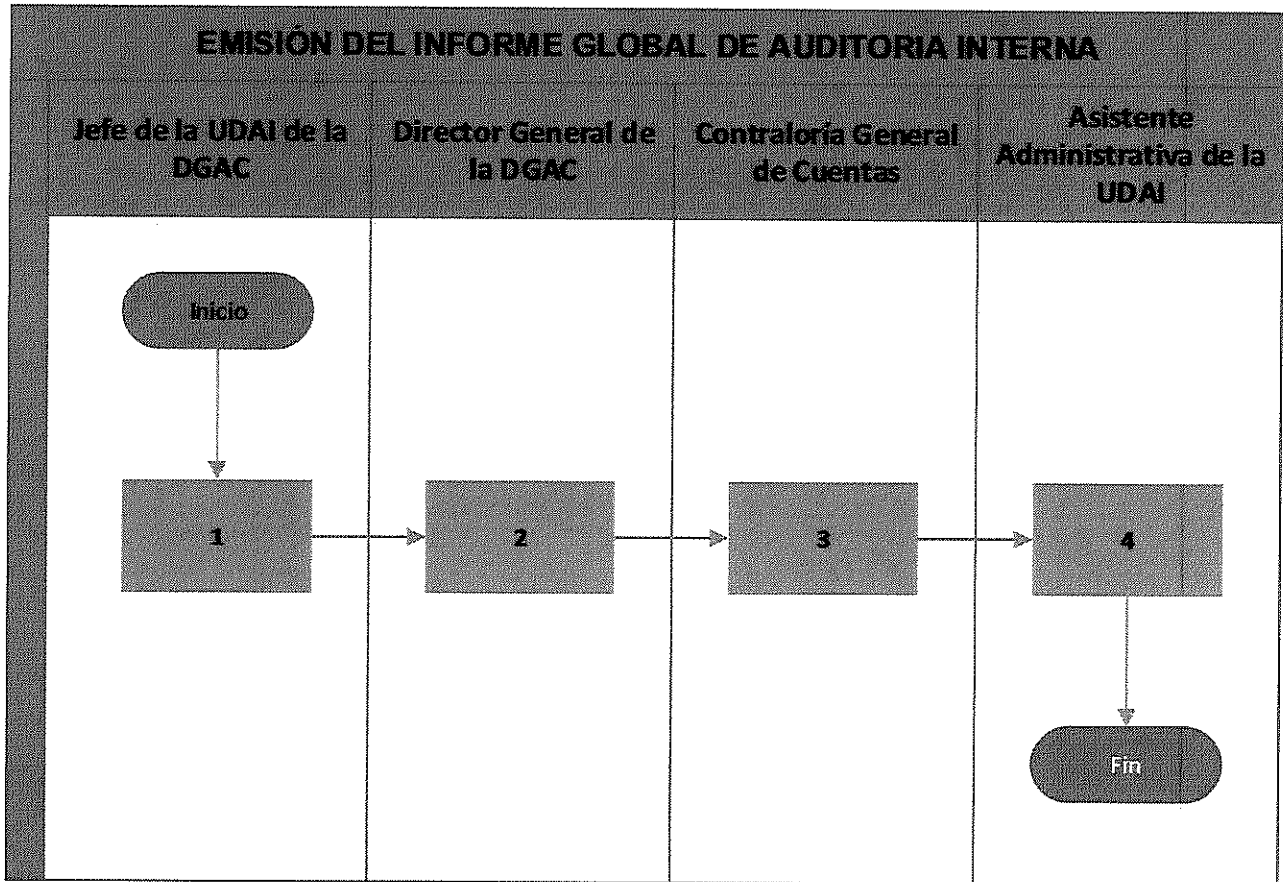 EMISIÓN DEL INFORME GLOBAL DE AUDITORIA INTERNA
Jefe de la UDAI de la
DGAC
Director General de
la DGAC
Contraloría General
de Cuentas
Asistente
Administrativa de la
UDAI
Inicio
1
2
3
4
Fin